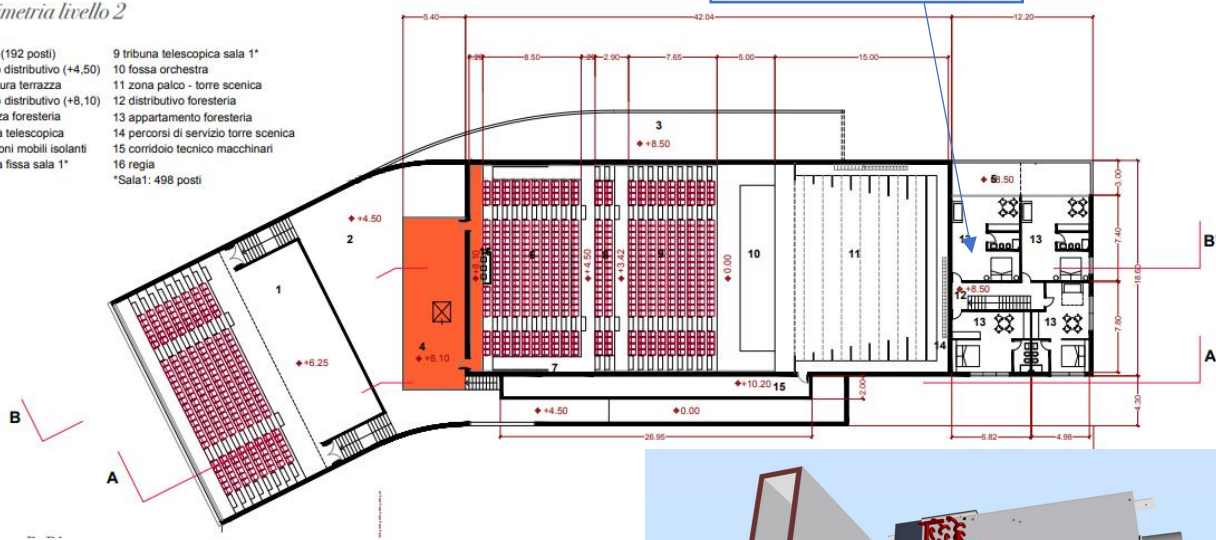 metria livello 2
(192 posti)
distributivo (+4,50)
ura terrazza
distributivo (+8,10)
za foresteria
telescopica
oni mobili isolanti
a fissa sala 1*
9 tribuna telescopica sala 1*
10 fossa orchestra
11 zona palco - torre scenica
12 distributivo foresteria
13 appartamento foresteria
14 percorsi di servizio torre scenica
15 corridoio tecnico macchinari
16 regia
*Sala1: 498 posti
5.40
42.04
12.20
8.50
2.90
7.65
5.00
15.00
3
+8.50
+4.50
2
1
+6.25
4
+8.10
+8.10
6
+4.50
8
+3.42
9
+0.00
10
11
7
14
+10.20
15
+4.50
+0.00
26.95
2.00
13
13
13
12
+8.50
3.00
7.40
7.80
18.60
4.30
6.82
4.98
B'
A
B
A